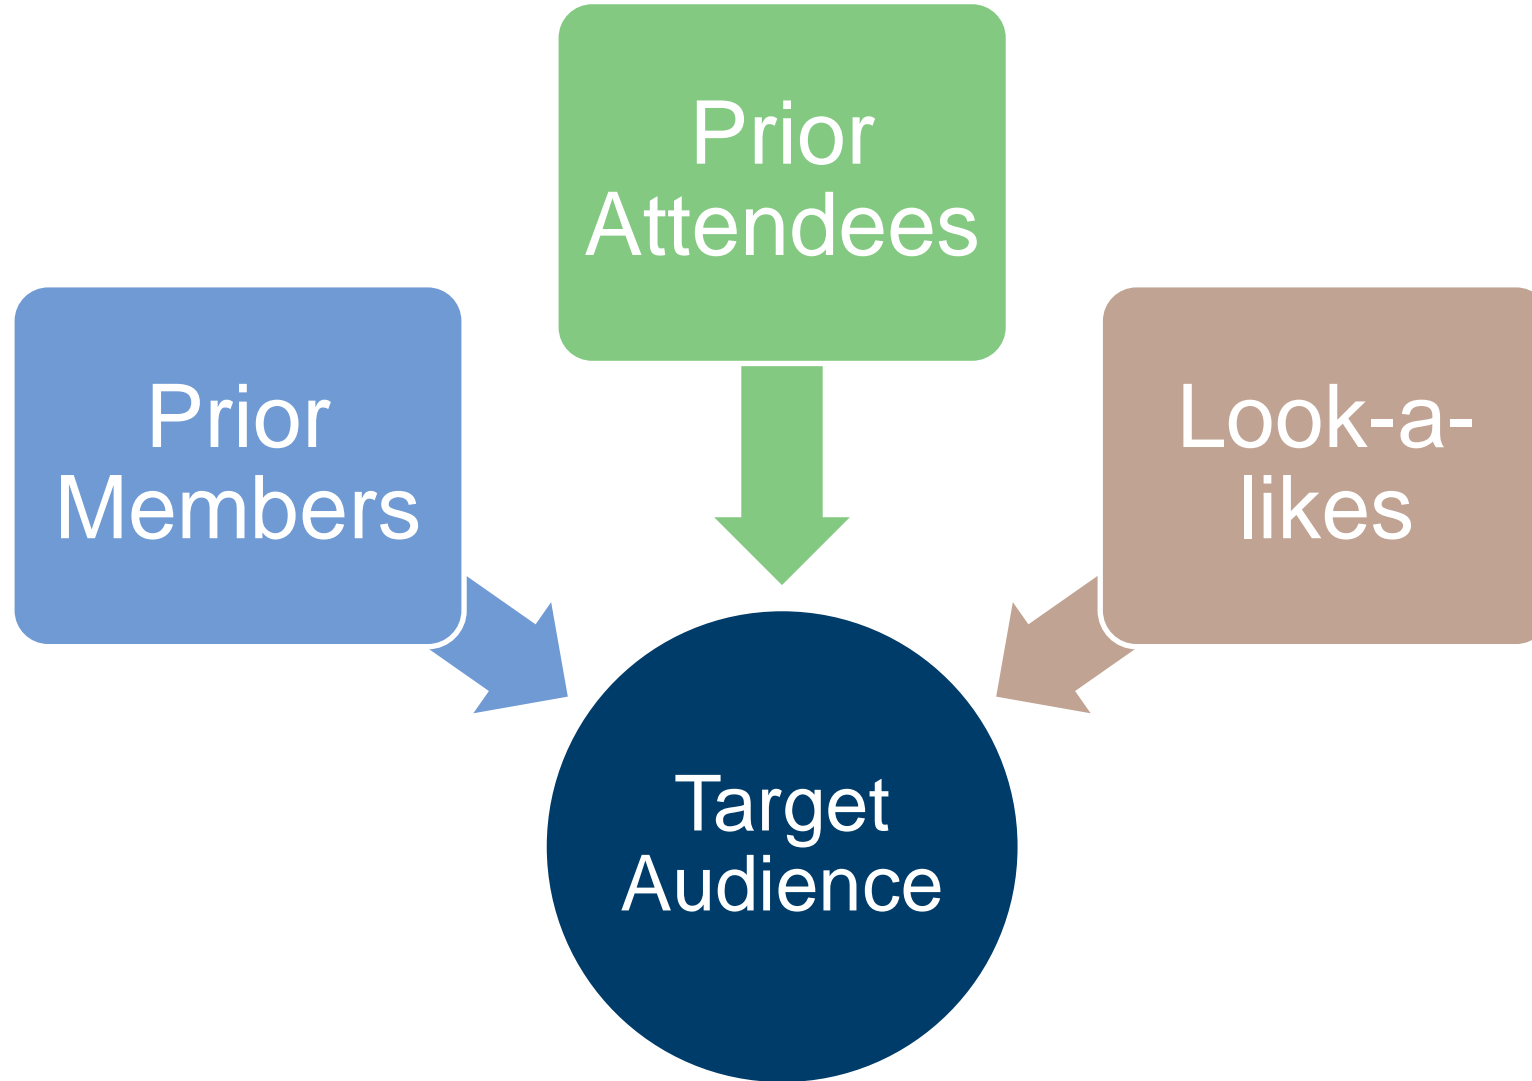 Prior
Attendees
Prior
Members
Look-a-
likes
Target
Audience